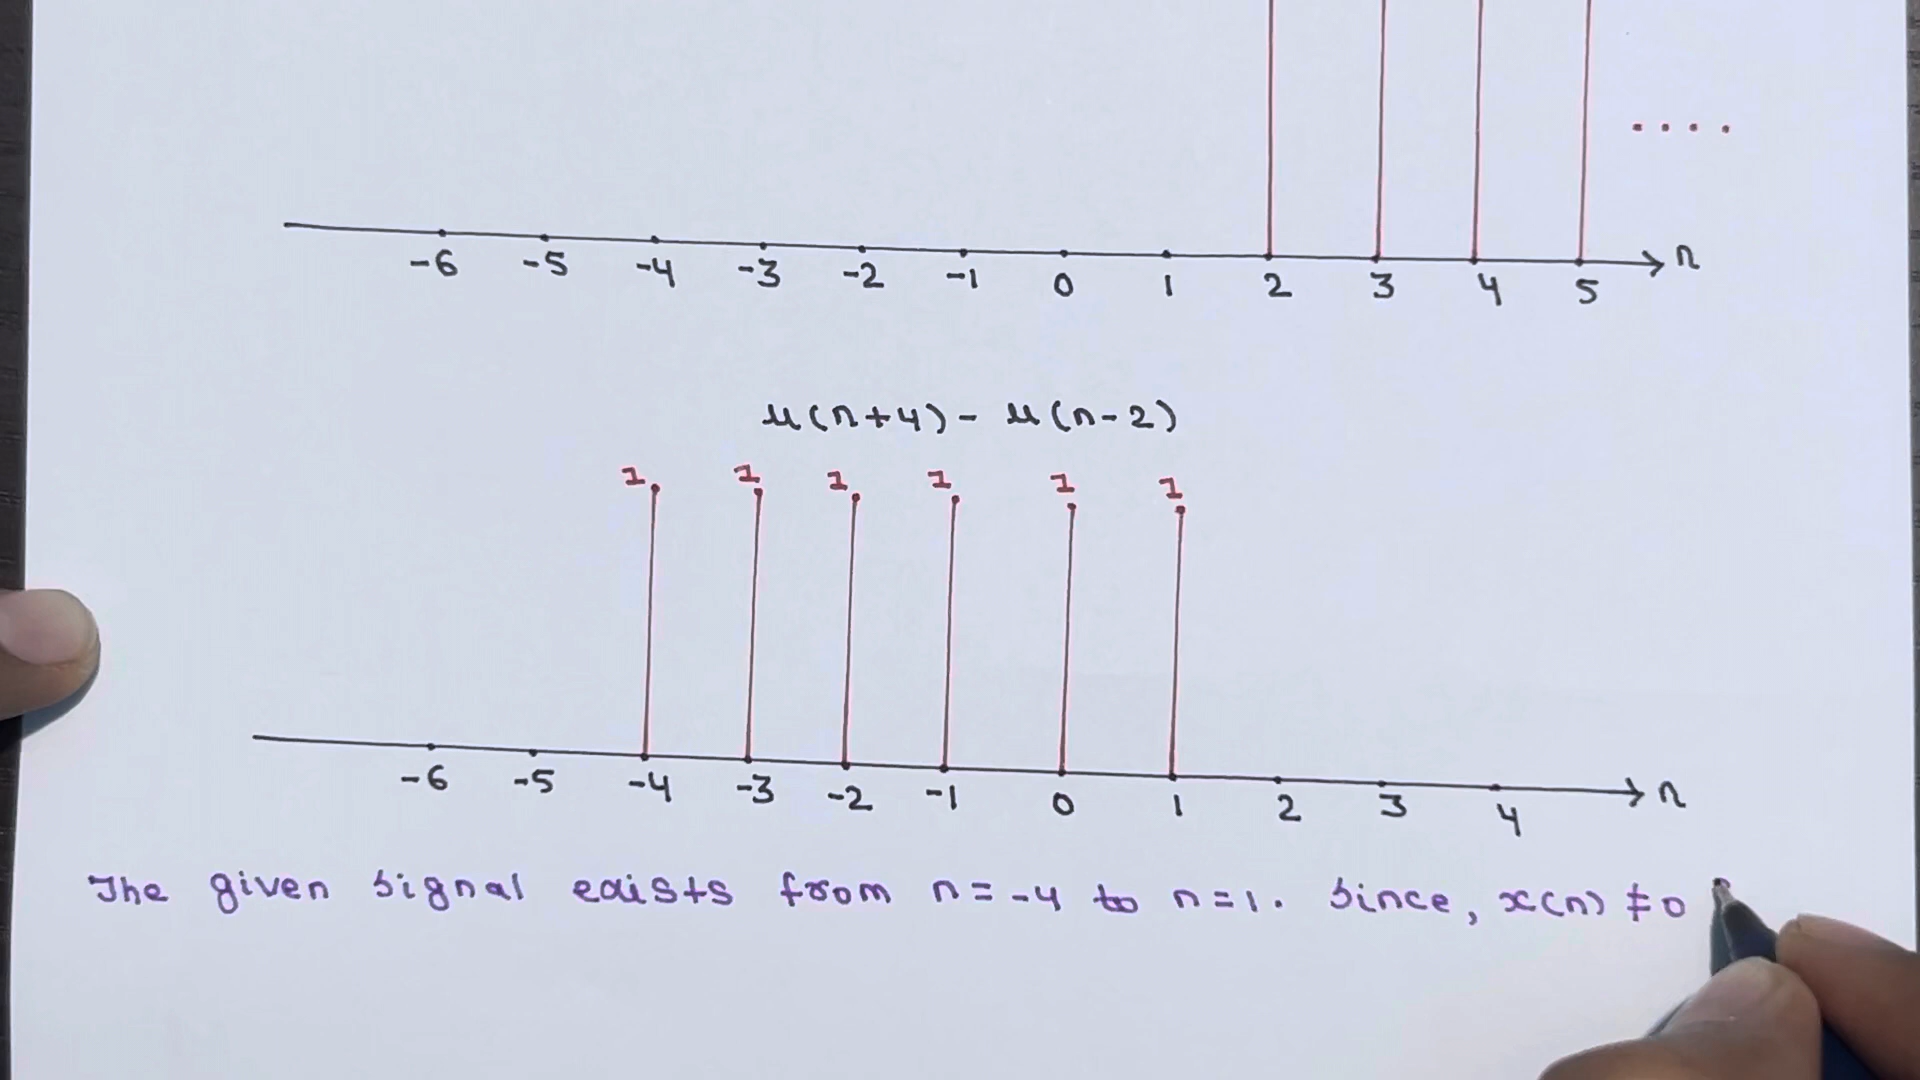 ....
-6 -5 -4 -3 -2 -1 0 1 2 3 4 5 n
u(n+4) - u(n-2)
1 1 1 1 1 1
-6 -5 -4 -3 -2 -1 0 1 2 3 4 n
The given signal exists from n = -4 to n = 1. Since, x(n) ≠ 0